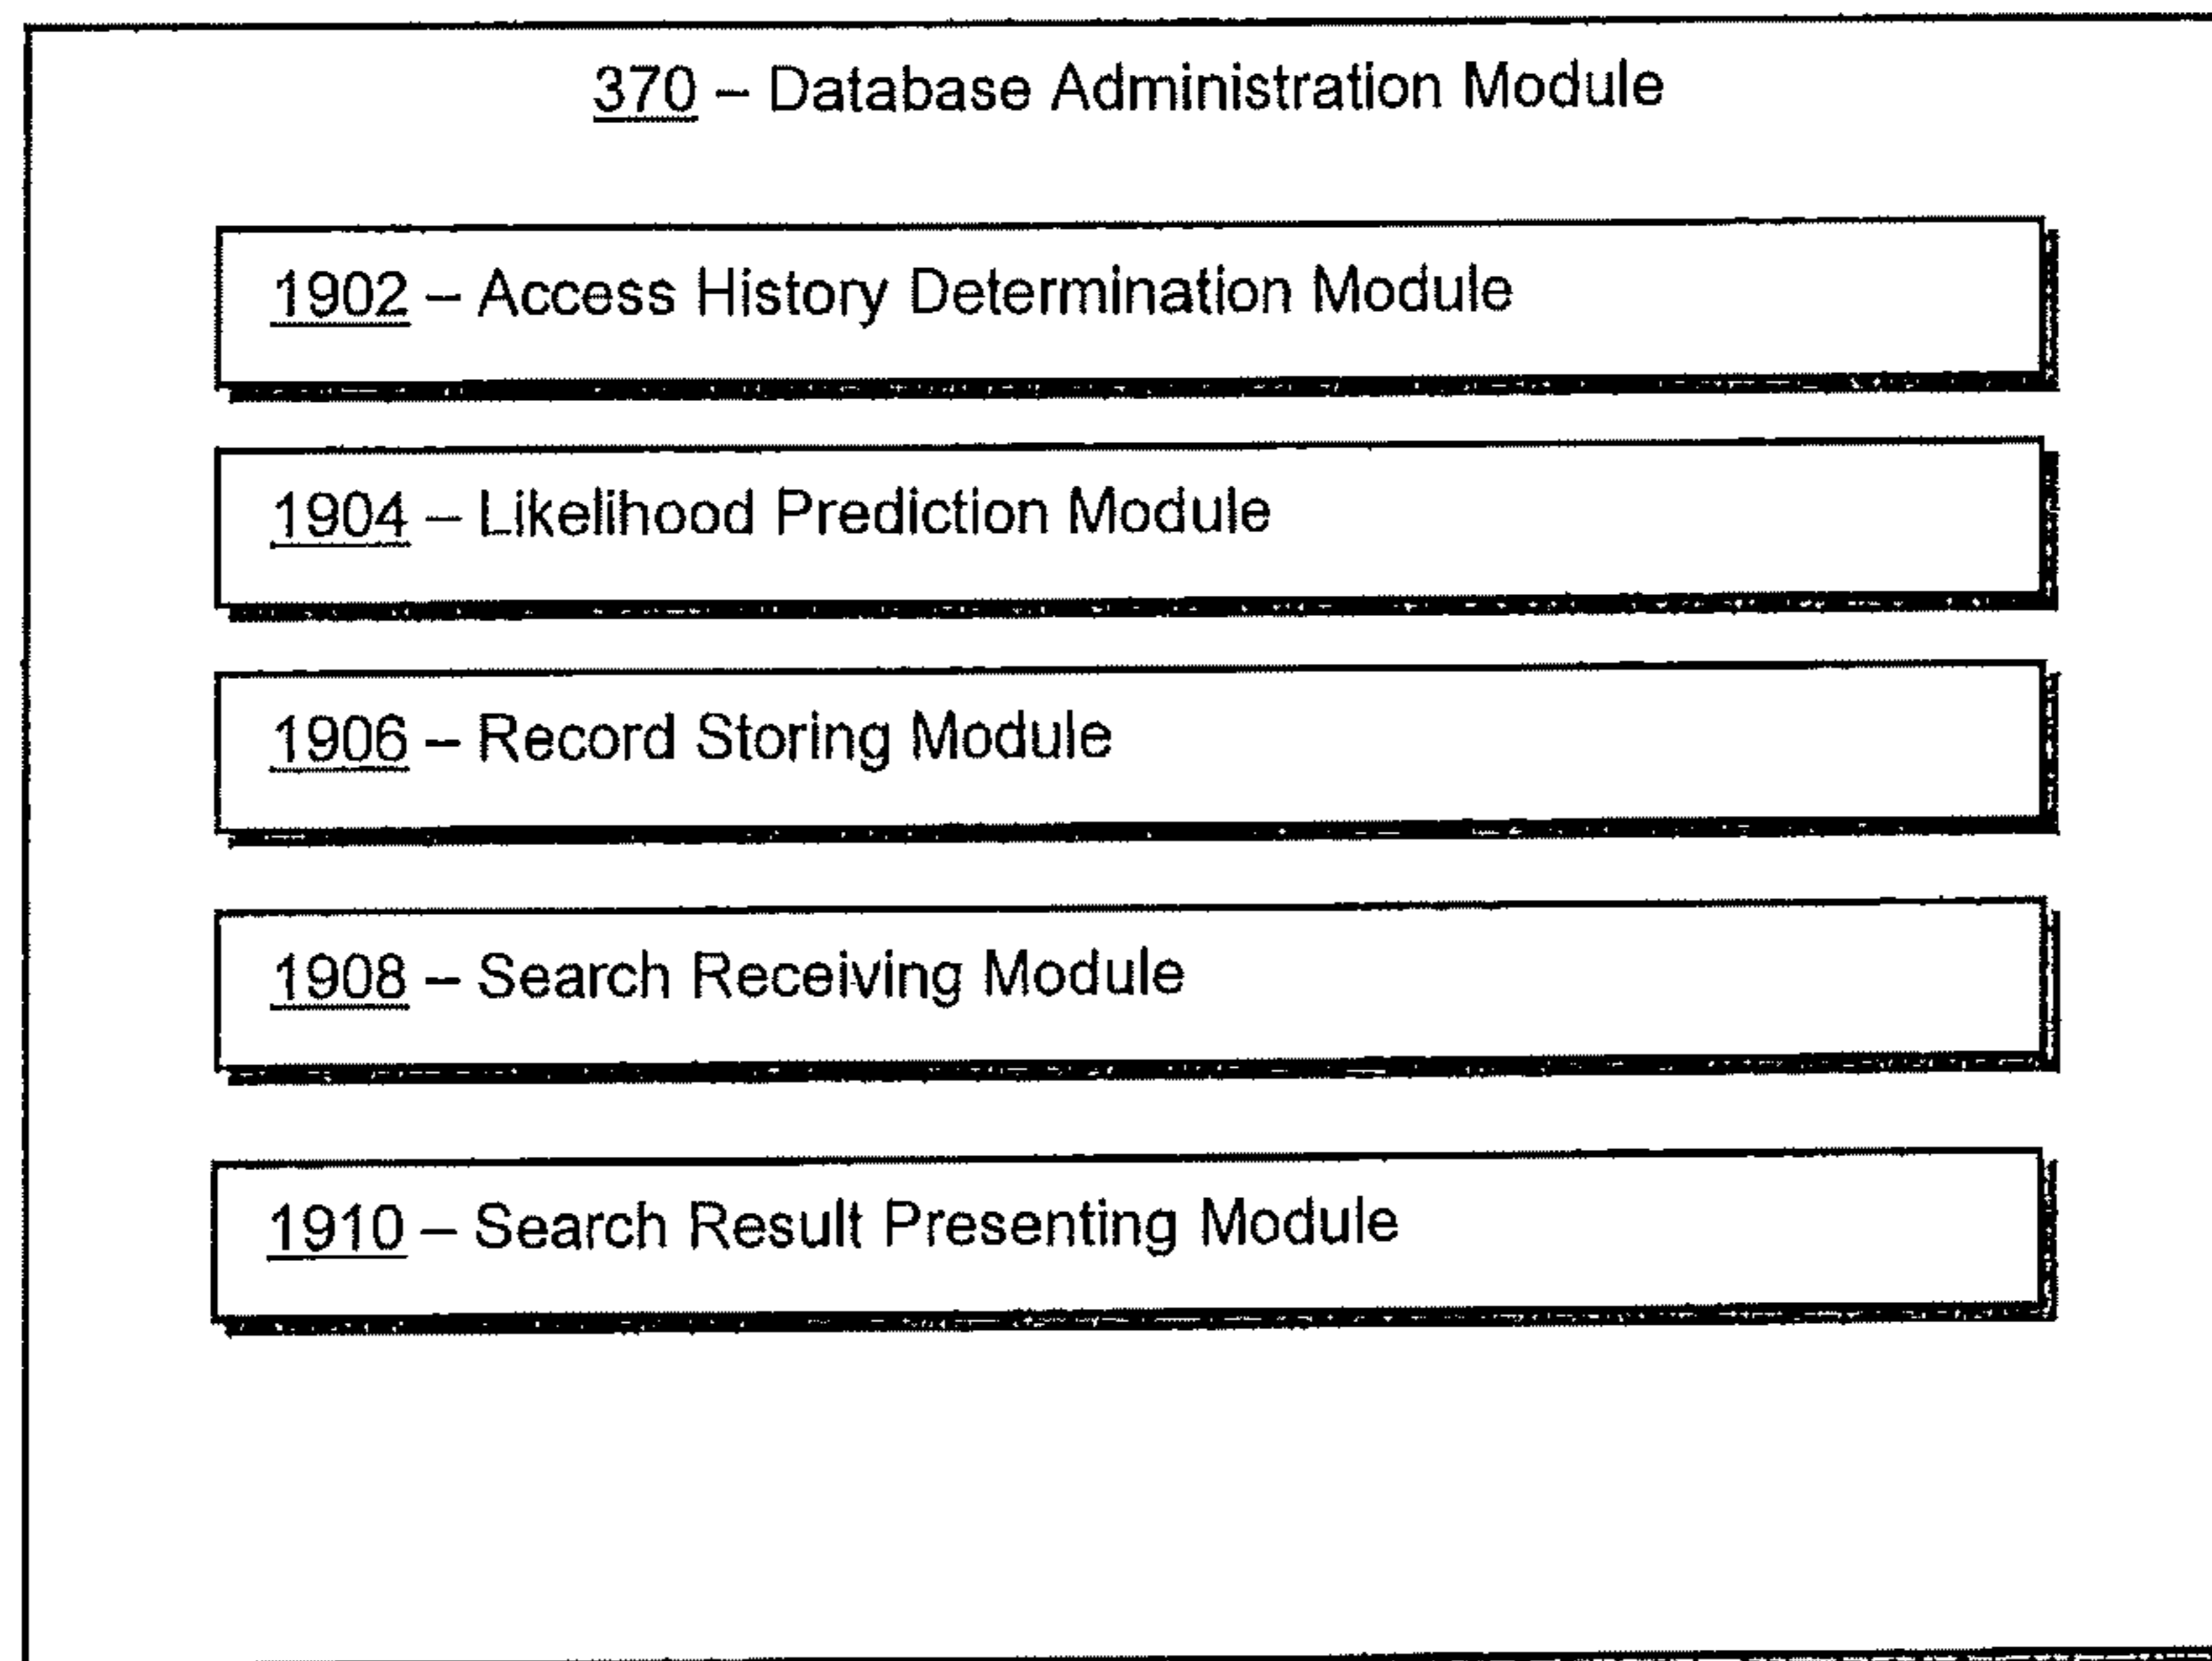 370 – Database Administration Module
1902 – Access History Determination Module
1904 – Likelihood Prediction Module
1906 – Record Storing Module
1908 – Search Receiving Module
1910 – Search Result Presenting Module